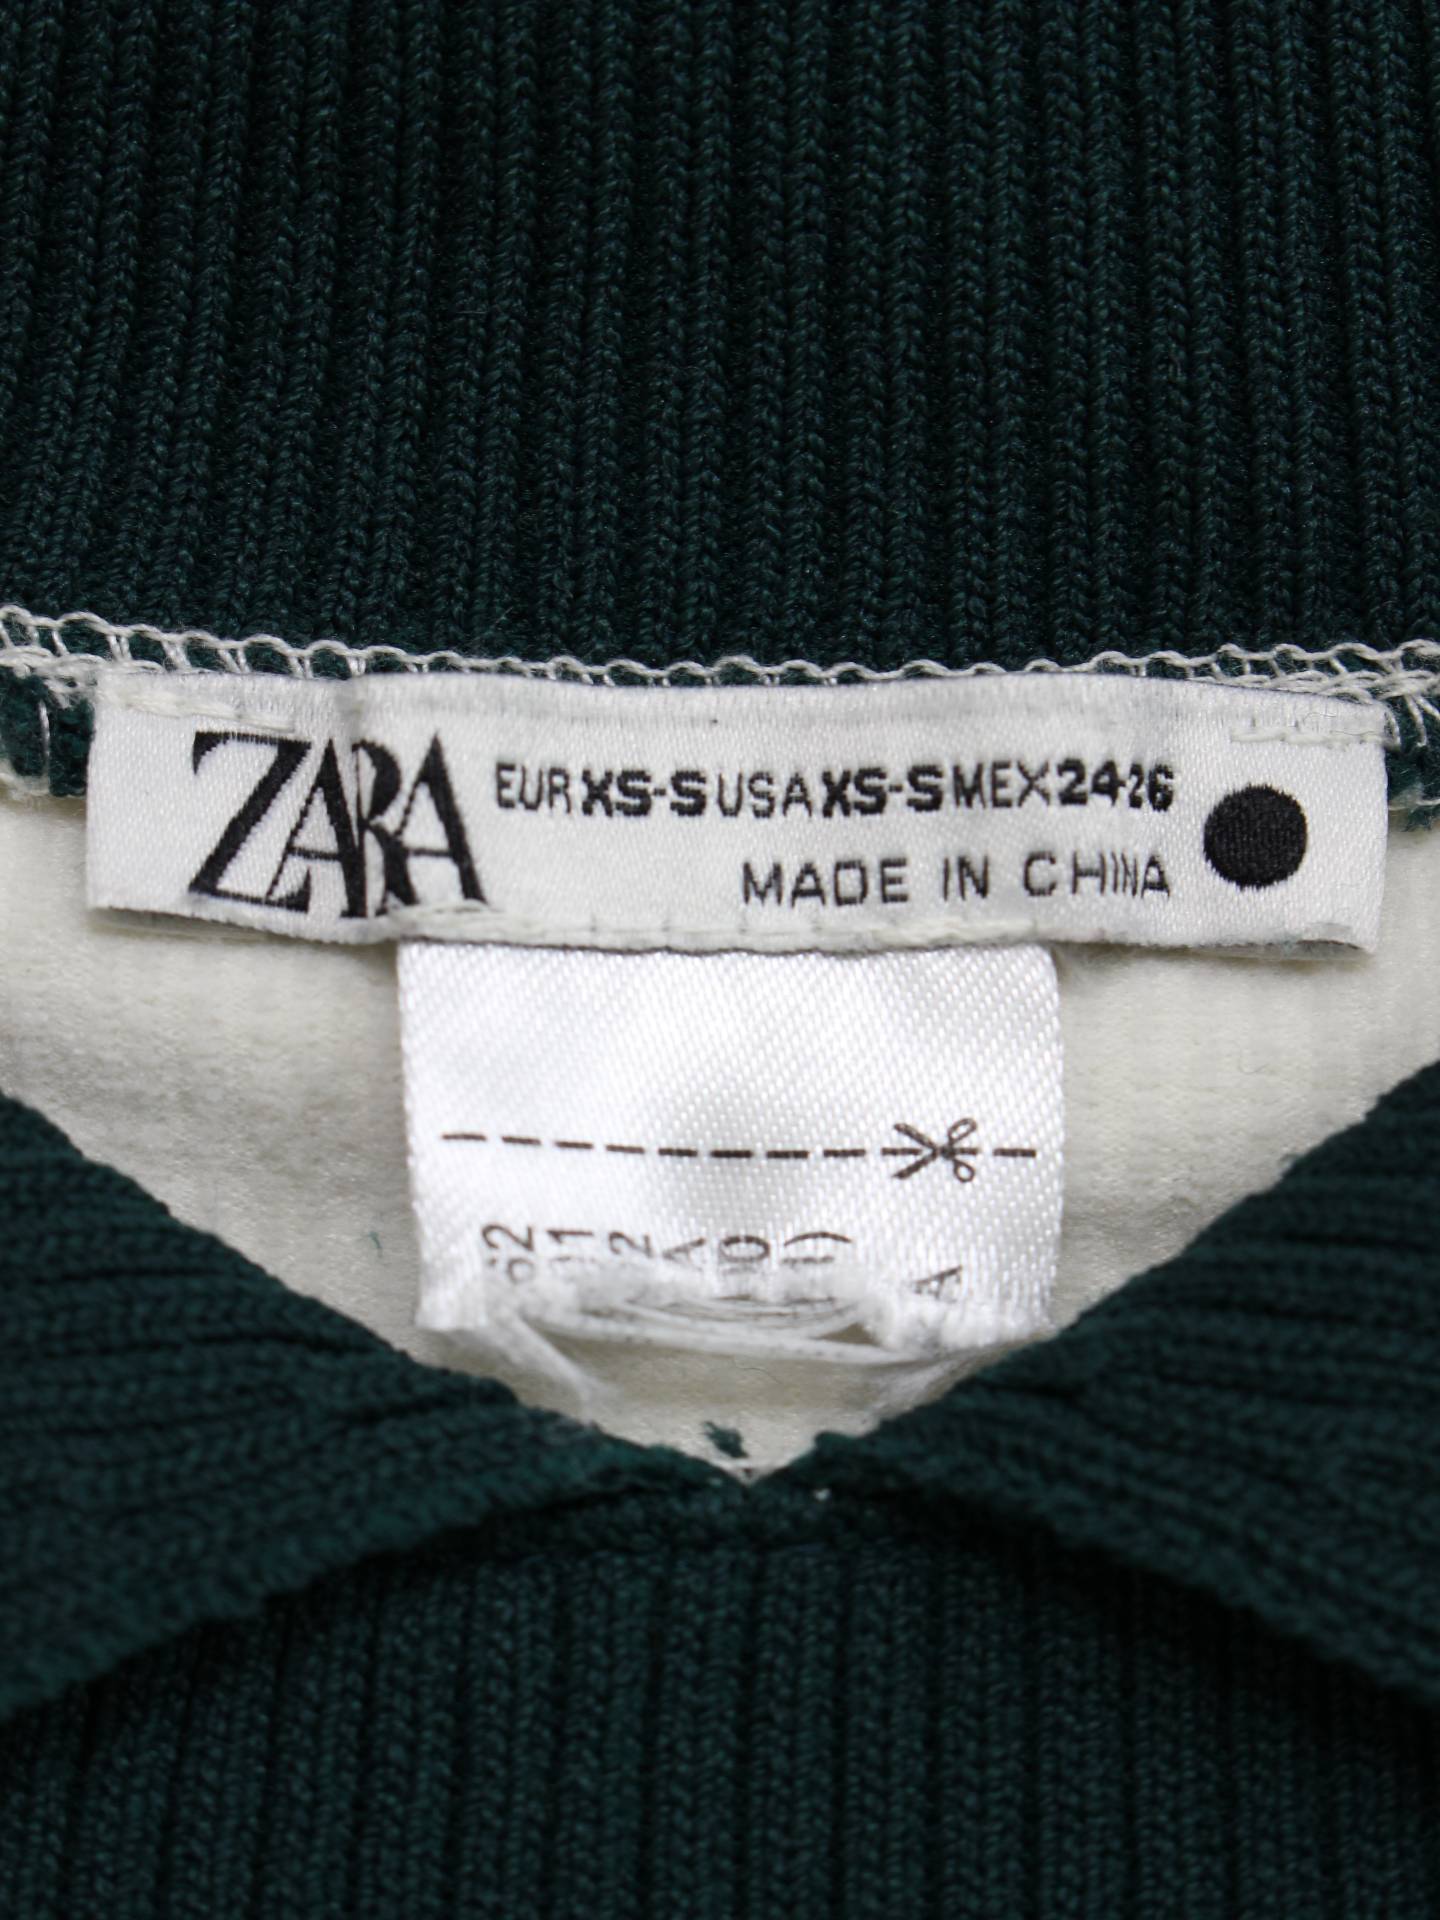 ZARA
EUR XS-S USA XS-S MEX 24-26
MADE IN CHINA